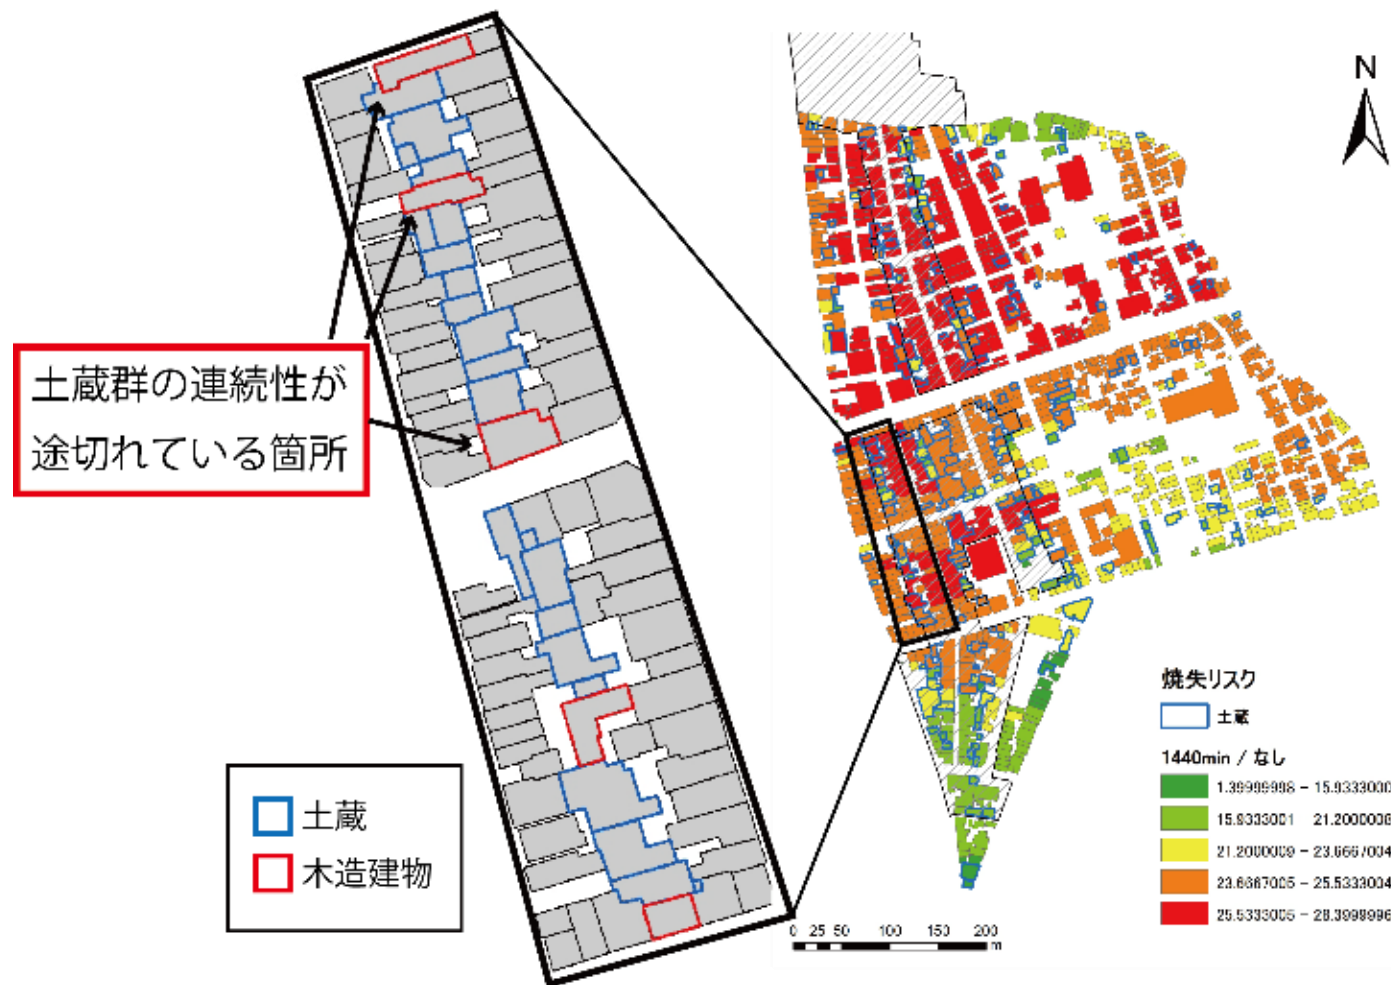 N
土蔵群の連続性が
途切れている箇所
土蔵
木造建物
焼失リスク
土蔵
1440min / なし
1.39999998 - 15.9333000
15.9333001 - 21.2000008
21.2000009 - 23.6667004
23.6667005 - 25.5333004
25.5333005 - 28.3999996
0 25 50 100 150 200
m